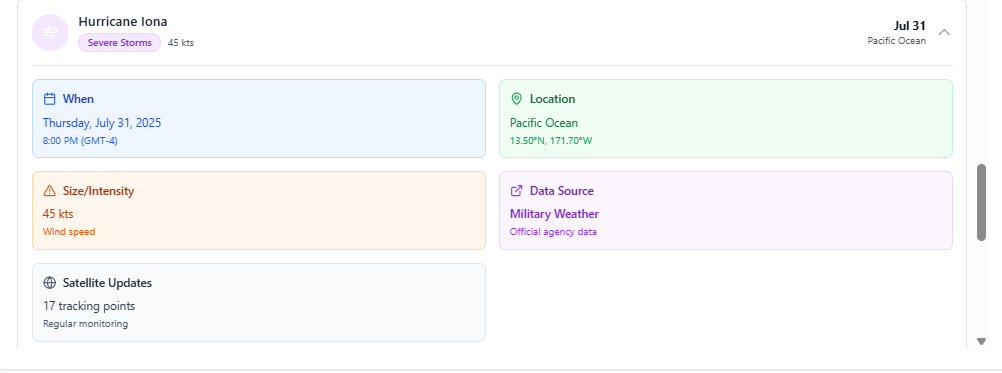 Hurricane Iona
Severe Storms 45 kts
Jul 31
Pacific Ocean
When
Thursday, July 31, 2025
8:00 PM (GMT-4)
Location
Pacific Ocean
13.50°N, 171.70°W
Size/Intensity
45 kts
Wind speed
Data Source
Military Weather
Official agency data
Satellite Updates
17 tracking points
Regular monitoring